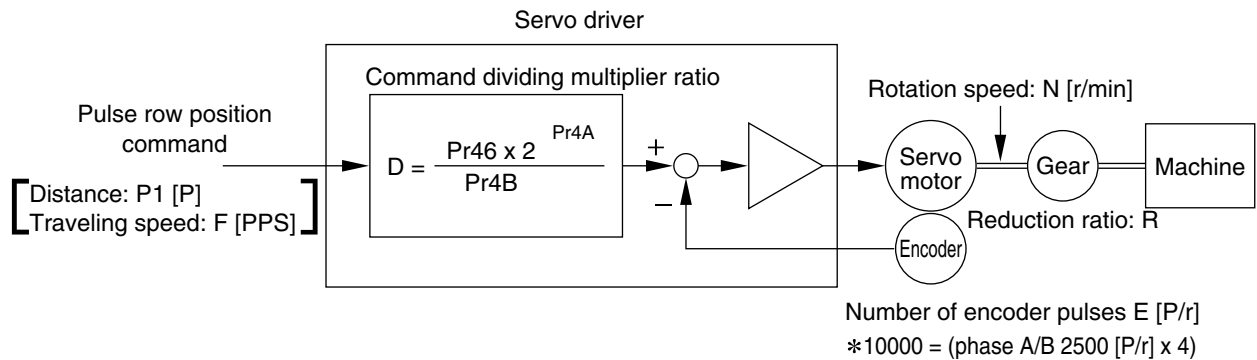 Servo driver
Command dividing multiplier ratio
Pulse row position
command
Distance: P1 [P]
Traveling speed: F [PPS]
D = Pr46 x 2 Pr4A
Pr4B
+
−
Rotation speed: N [r/min]
Servo
motor
Gear
Machine
Reduction ratio: R
Encoder
Number of encoder pulses E [P/r]
*10000 = (phase A/B 2500 [P/r] x 4)